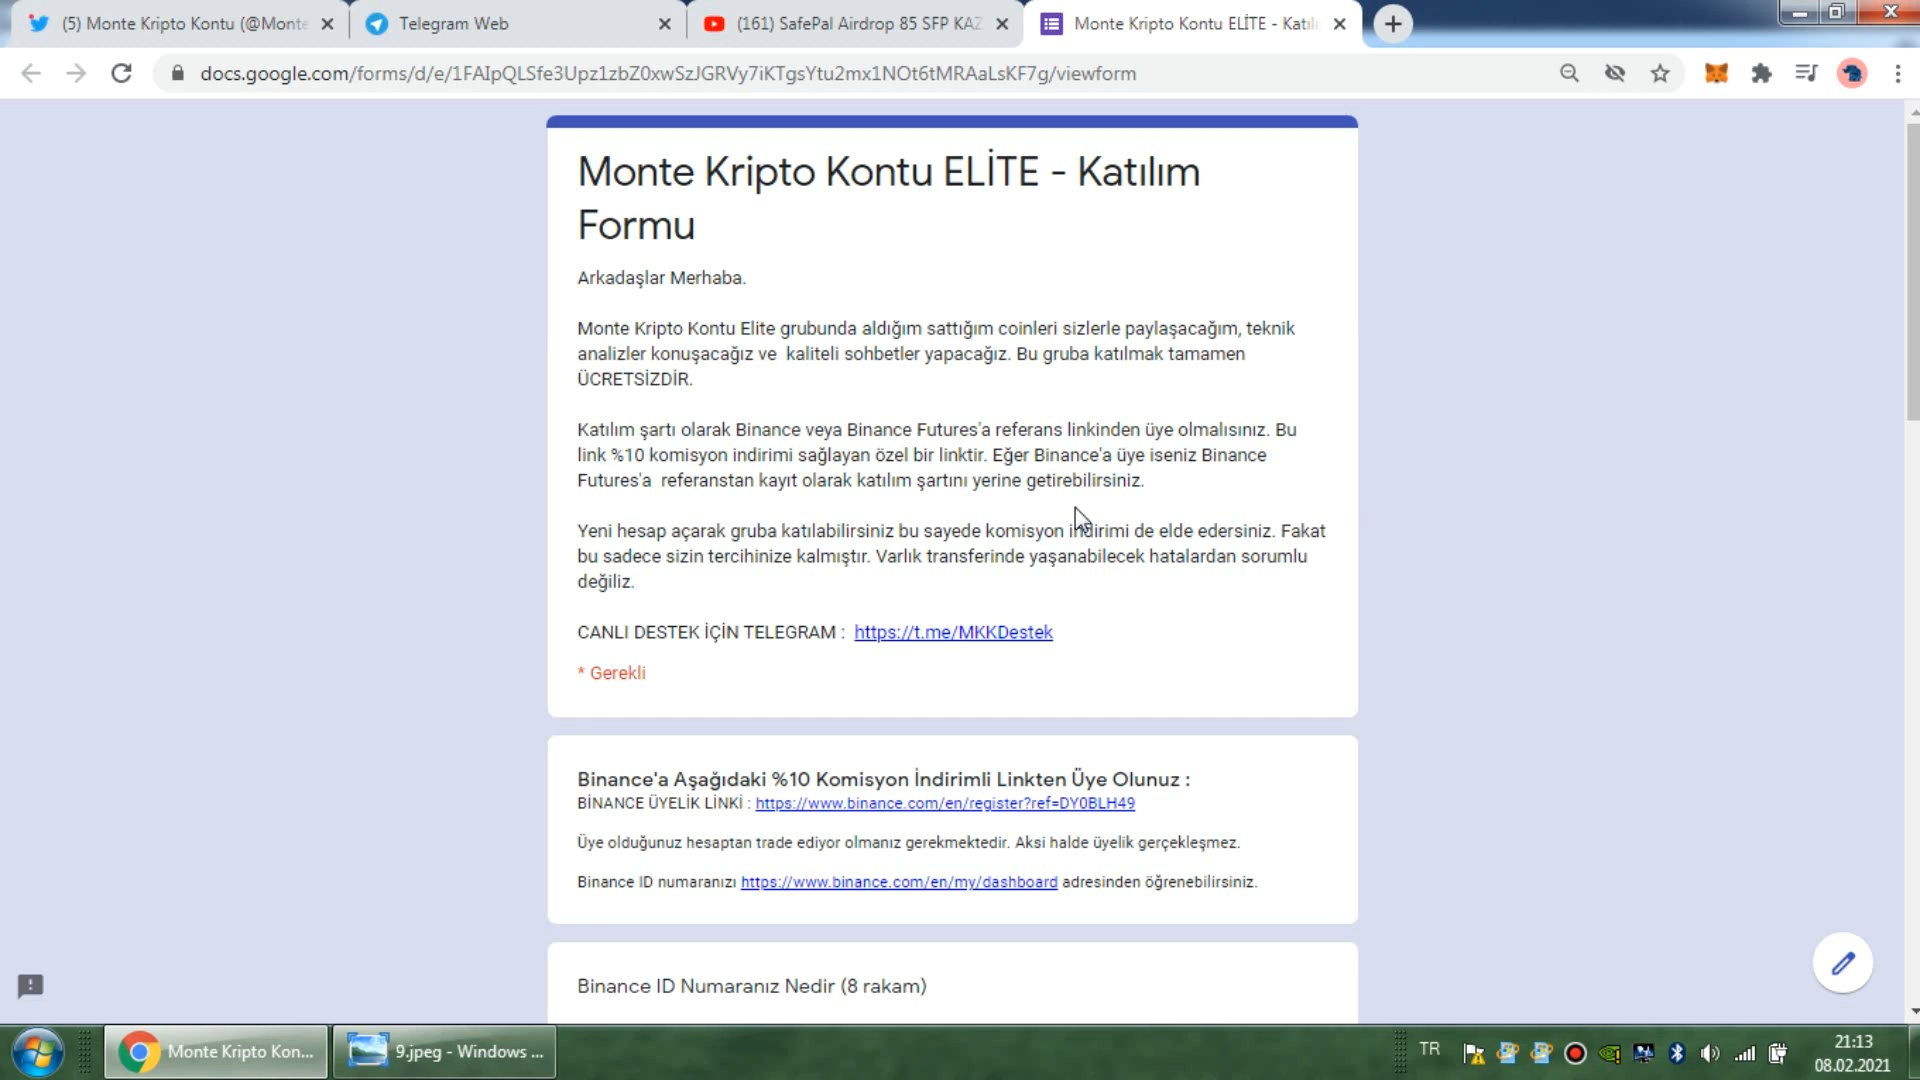 (5) Monte Kripto Kontu (@Monte
Telegram Web
(161) SafePal Airdrop 85 SFP KAZ
Monte Kripto Kontu ELİTE - Katılı
docs.google.com/forms/d/e/1FAIpQLSfe3Upz1zbZ0xwSzJGRVy7iKTgsYtu2mx1NOt6tMRAaLsKF7g/viewform
Monte Kripto Kontu ELİTE - Katılım
Formu
Arkadaşlar Merhaba.
Monte Kripto Kontu Elite grubunda aldığım sattığım coinleri sizlerle paylaşacağım, teknik
analizler konuşacağız ve kaliteli sohbetler yapacağız. Bu gruba katılmak tamamen
ÜCRETSİZDİR.
Katılım şartı olarak Binance veya Binance Futures'a referans linkinden üye olmalısınız. Bu
link %10 komisyon indirimi sağlayan özel bir linktir. Eğer Binance'a üye iseniz Binance
Futures'a referanstan kayıt olarak katılım şartını yerine getirebilirsiniz.
Yeni hesap açarak gruba katılabilirsiniz bu sayede komisyon indirimi de elde edersiniz. Fakat
bu sadece sizin tercihinize kalmıştır. Varlık transferinde yaşanabilecek hatalardan sorumlu
değiliz.
CANLI DESTEK İÇİN TELEGRAM : https://t.me/MKKDestek
* Gerekli
Binance'a Aşağıdaki %10 Komisyon İndirimli Linkten Üye Olunuz :
BİNANCE ÜYELİK LİNKİ : https://www.binance.com/en/register?ref=DY0BLH49
Üye olduğunuz hesaptan trade ediyor olmanız gerekmektedir. Aksi halde üyelik gerçekleşmez.
Binance ID numaranızı https://www.binance.com/en/my/dashboard adresinden öğrenebilirsiniz.
Binance ID Numaranız Nedir (8 rakam)
Monte Kripto Kon...
9.jpeg - Windows ...
TR
21:13
08.02.2021